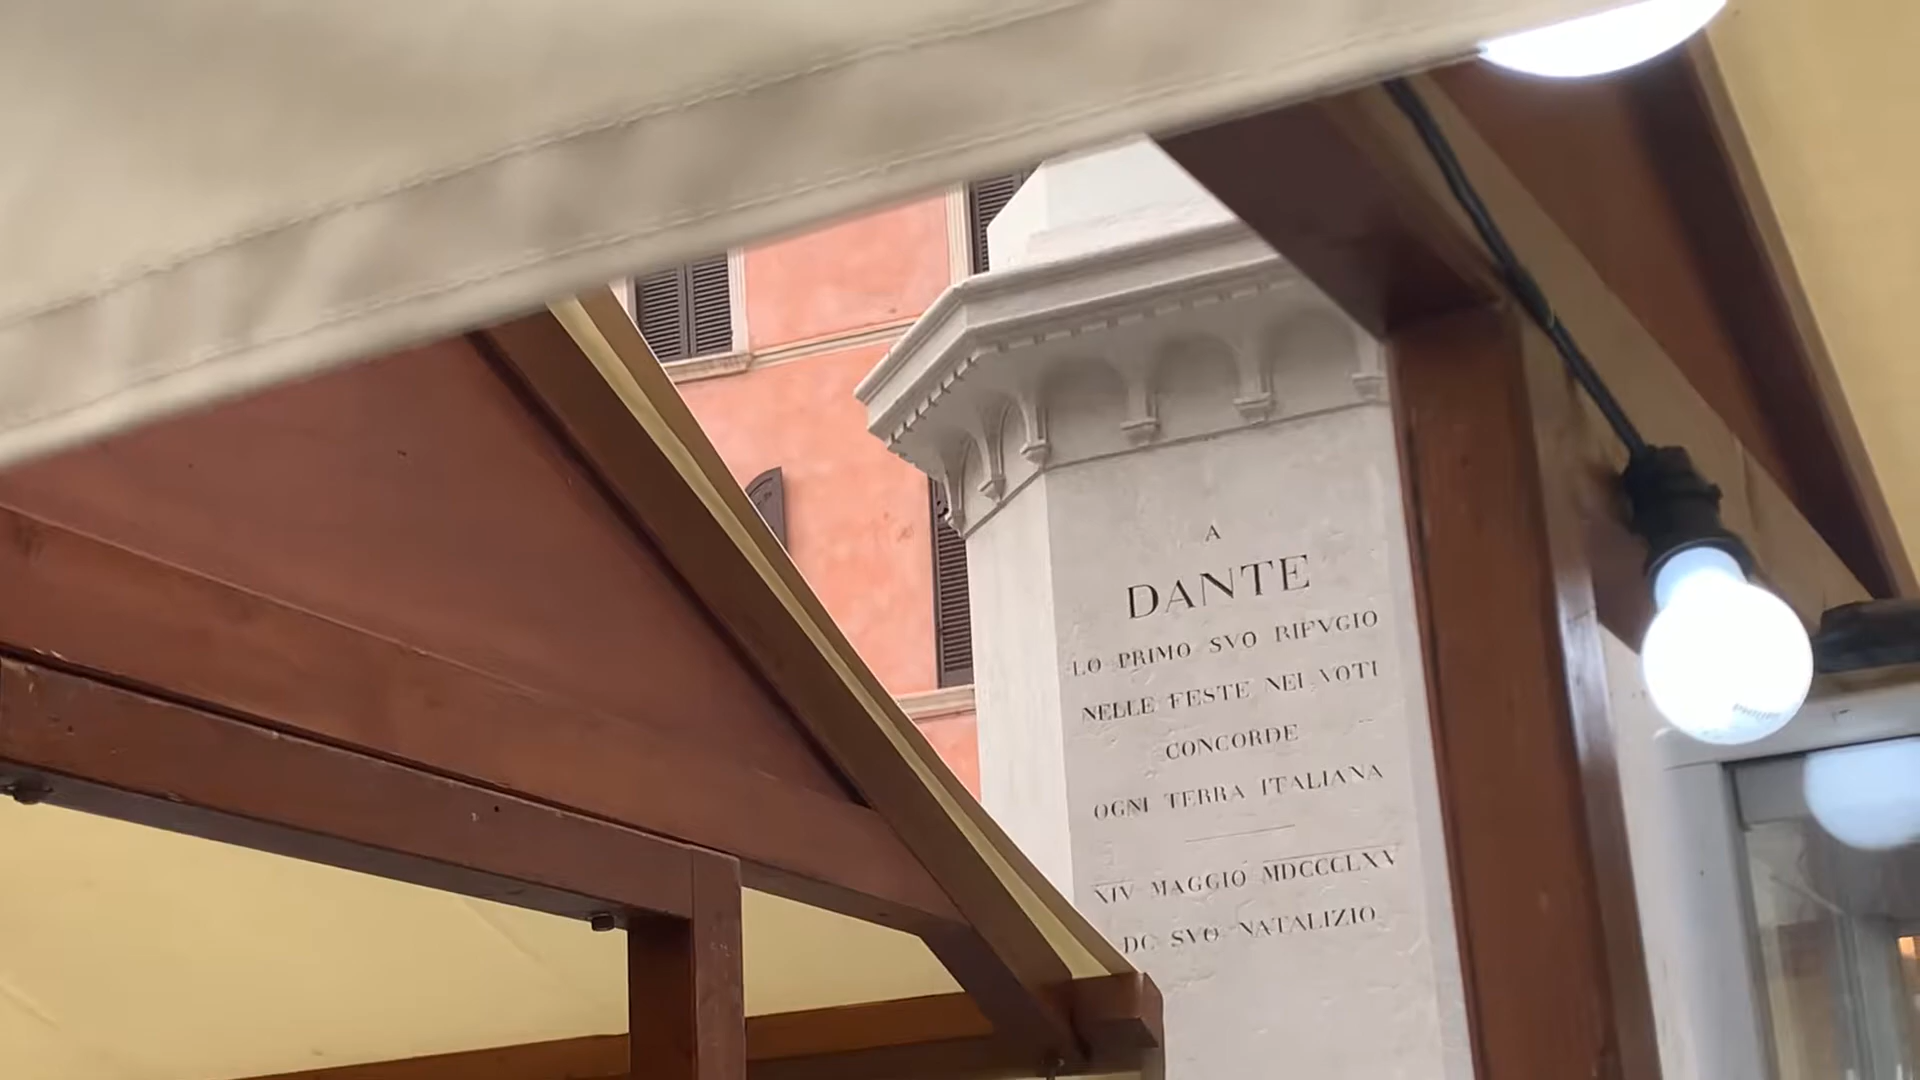 A
DANTE
LO PRIMO SVO RIFVGIO
NELLE FESTE NEI VOTI
CONCORDE
OGNI TERRA ITALIANA
XIV MAGGIO MDCCCLXV
DC SVO NATALIZIO
PHILIPS